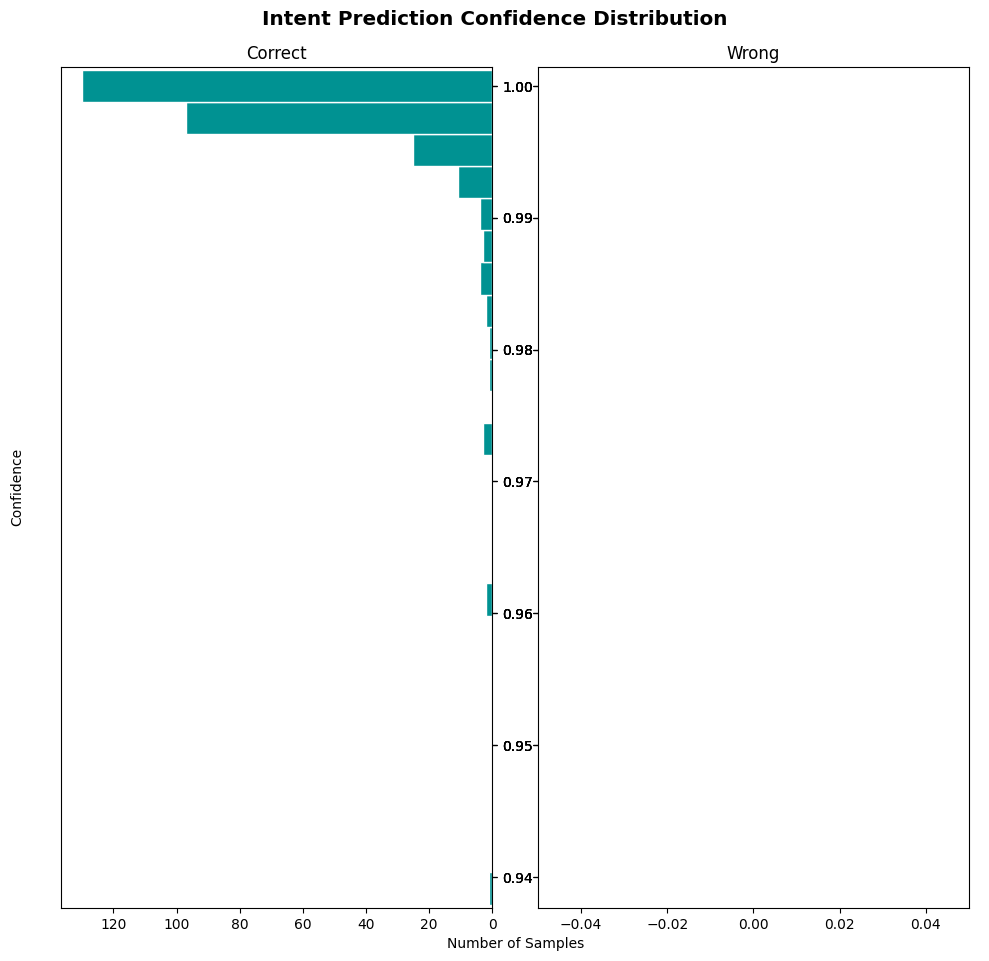 Intent Prediction Confidence Distribution
Correct
Wrong
1.00
0.99
0.98
0.97
0.96
0.95
0.94
Confidence
120 100 80 60 40 20 0
−0.04 −0.02 0.00 0.02 0.04
Number of Samples